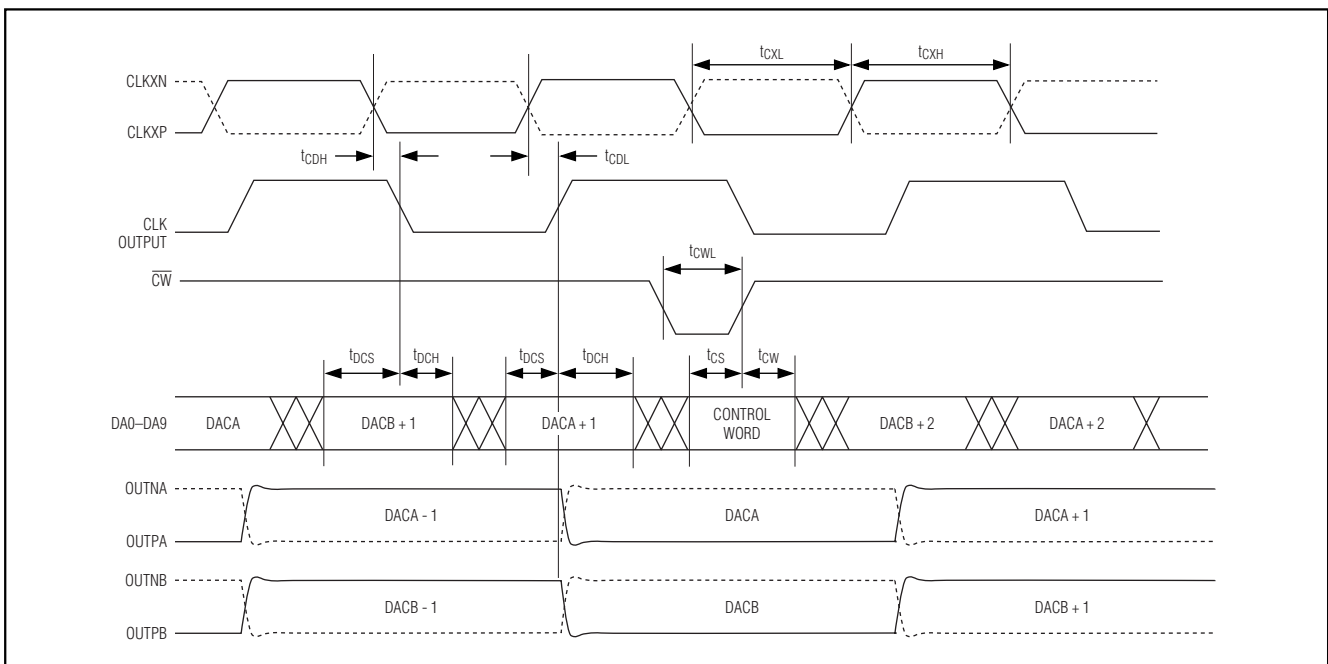 tCXL tCXH
CLKXN
CLKXP
tCDH tCDL
CLK
OUTPUT
tCWL
CW
tDCS tDCH tDCS tDCH tCS tCW
DA0–DA9 DACA DACB + 1 DACA + 1 CONTROL WORD DACB + 2 DACA + 2
OUTNA
DACA - 1 DACA DACA + 1
OUTPA
OUTNB
DACB - 1 DACB DACB + 1
OUTPB